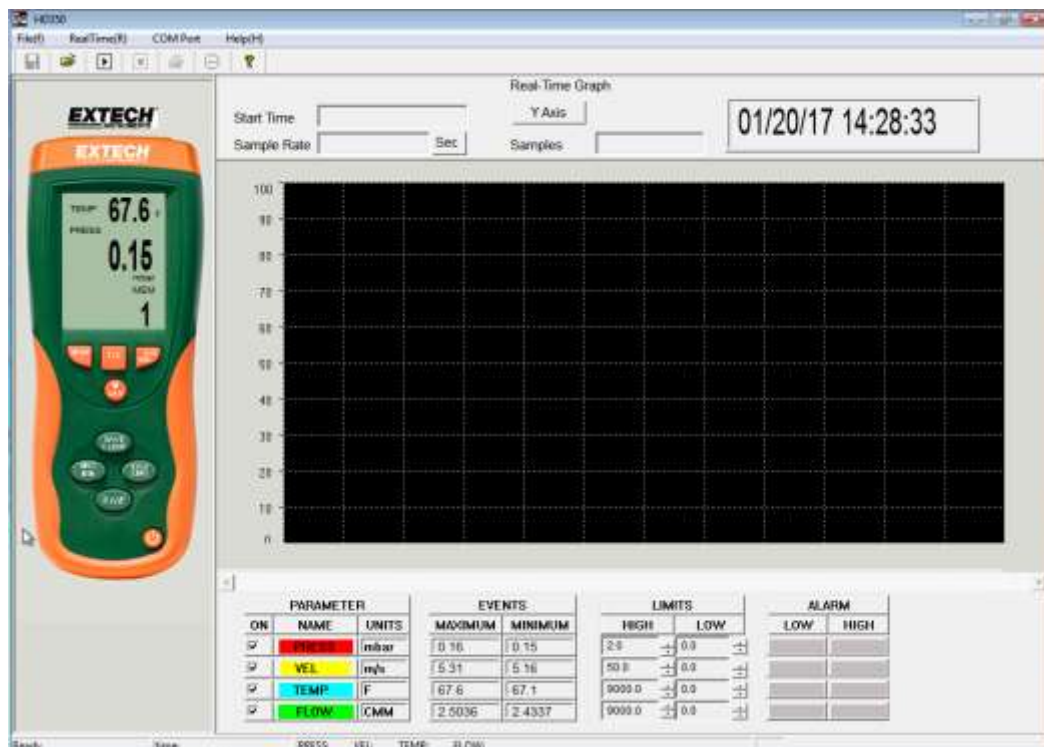 HD350
File(f) RealTime(R) COM Port Help(H)
Real-Time Graph
Start Time
Y Axis
01/20/17 14:28:33
Sample Rate Sec Samples
EXTECH
INSTRUMENTS
EXTECH
TEMP 67.6 F
PRESS
0.15
mbar
MEM
1
100
90
80
70
60
50
40
30
20
10
0
PARAMETER EVENTS LIMITS ALARM
ON NAME UNITS MAXIMUM MINIMUM HIGH LOW LOW HIGH
PRESS mbar 0.16 0.15 2.0 0.0
VEL m/s 5.31 5.16 50.0 0.0
TEMP F 67.6 67.1 9000.0 0.0
FLOW CMM 2.5036 2.4337 9000.0 0.0
Ready time PRESS: VEL: TEMP: FLOW: